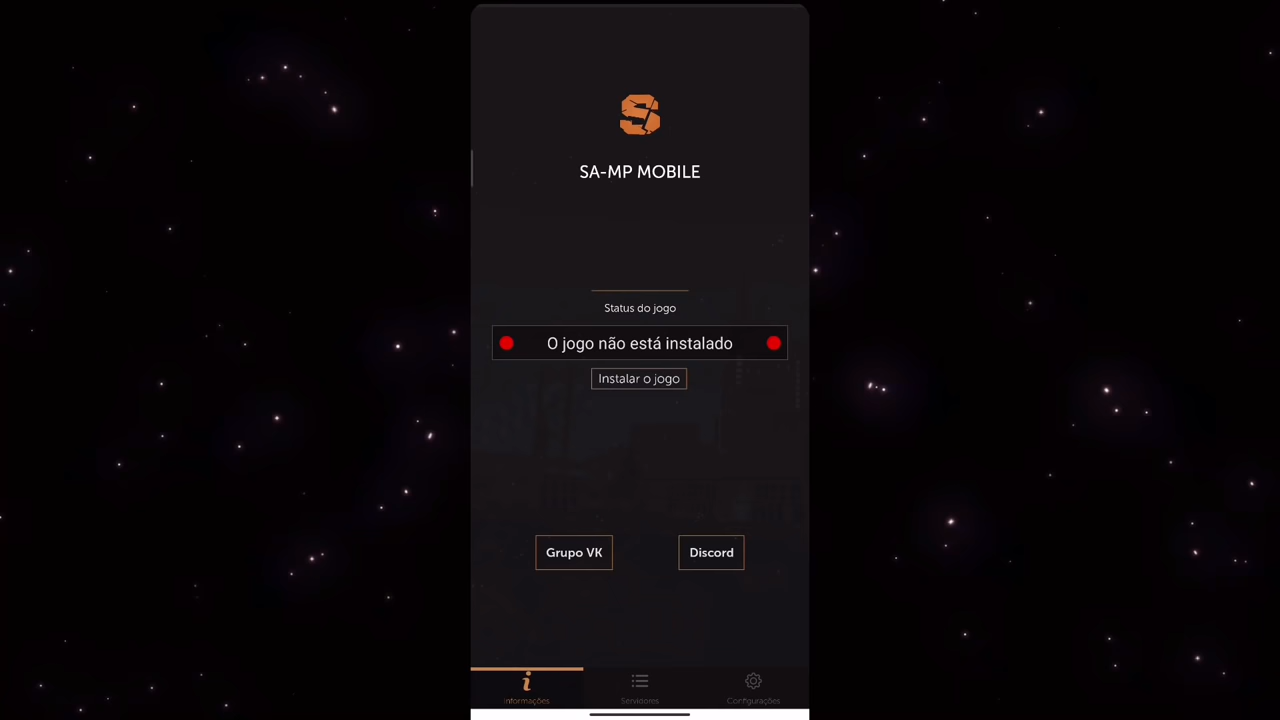 SA-MP MOBILE
Status do jogo
O jogo não está instalado
Instalar o jogo
Grupo VK
Discord
Informações
Servidores
Configurações